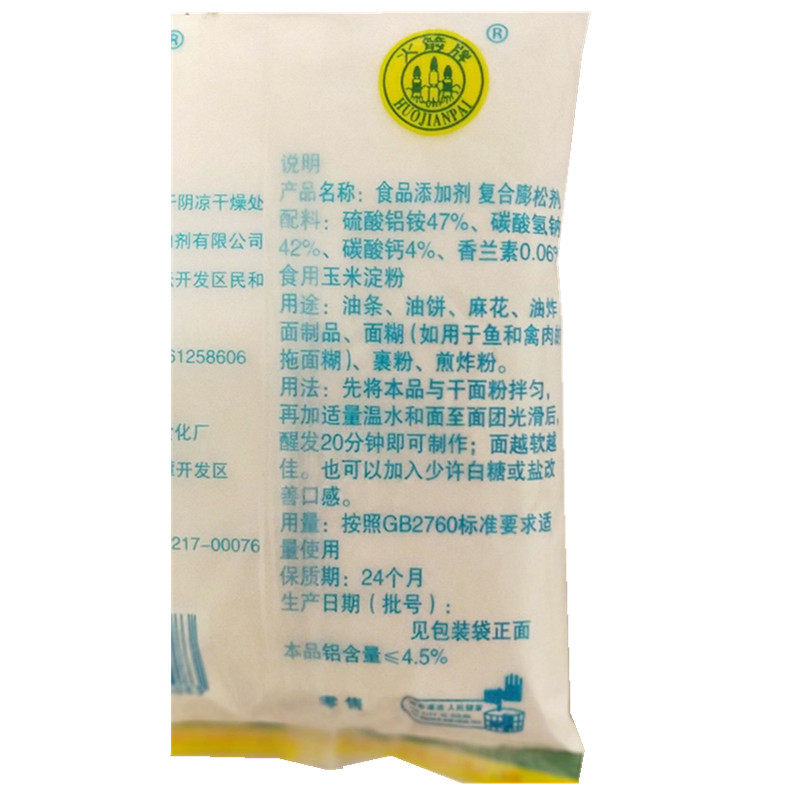 ®
火箭牌
HUOJIANPAI
®
于阴凉干燥处
剂有限公司
开发区民和
61258606
化厂
开发区
217-00076
说明
产品名称：食品添加剂 复合膨松剂
配料：硫酸铝铵47%、碳酸氢钠
42%、碳酸钙4%、香兰素0.06%
食用玉米淀粉
用途：油条、油饼、麻花、油炸
面制品、面糊（如用于鱼和禽肉的
拖面糊）、裹粉、煎炸粉。
用法：先将本品与干面粉拌匀，
再加适量温水和面至面团光滑后，
醒发20分钟即可制作；面越软越
佳。也可以加入少许白糖或盐改
善口感。
用量：按照GB2760标准要求适
量使用
保质期：24个月
生产日期（批号）：
见包装袋正面
本品铝含量≤4.5%
零售